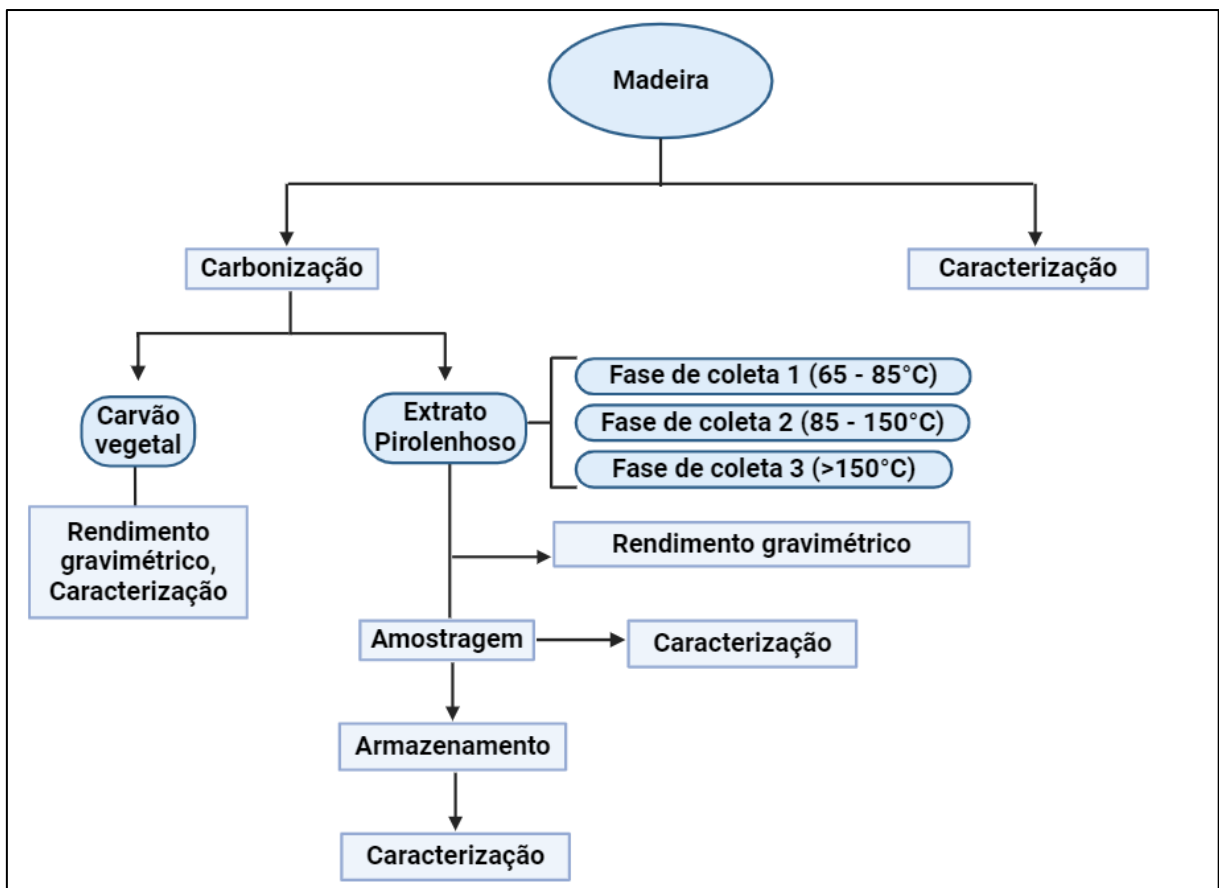 Madeira
Carbonização
Caracterização
Carvão
vegetal
Extrato
Pirolenhoso
Fase de coleta 1 (65 - 85°C)
Fase de coleta 2 (85 - 150°C)
Fase de coleta 3 (>150°C)
Rendimento
gravimétrico,
Caracterização
Rendimento gravimétrico
Amostragem
Caracterização
Armazenamento
Caracterização